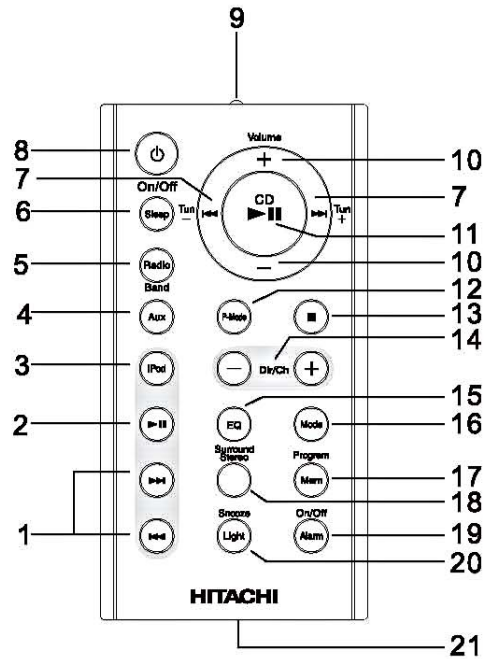 9
8
Volume
+
10
7
On/Off
CD
7
6
Sleep
Tun
−
Tun
+
11
5
Radio
Band
−
10
12
4
Aux
P-Mode
13
14
3
iPod
−
Dir/Ch
+
15
2
EQ
Mode
16
Surround
Stereo
Program
Mem
17
18
1
Snooze
Light
On/Off
Alarm
19
20
HITACHI
21